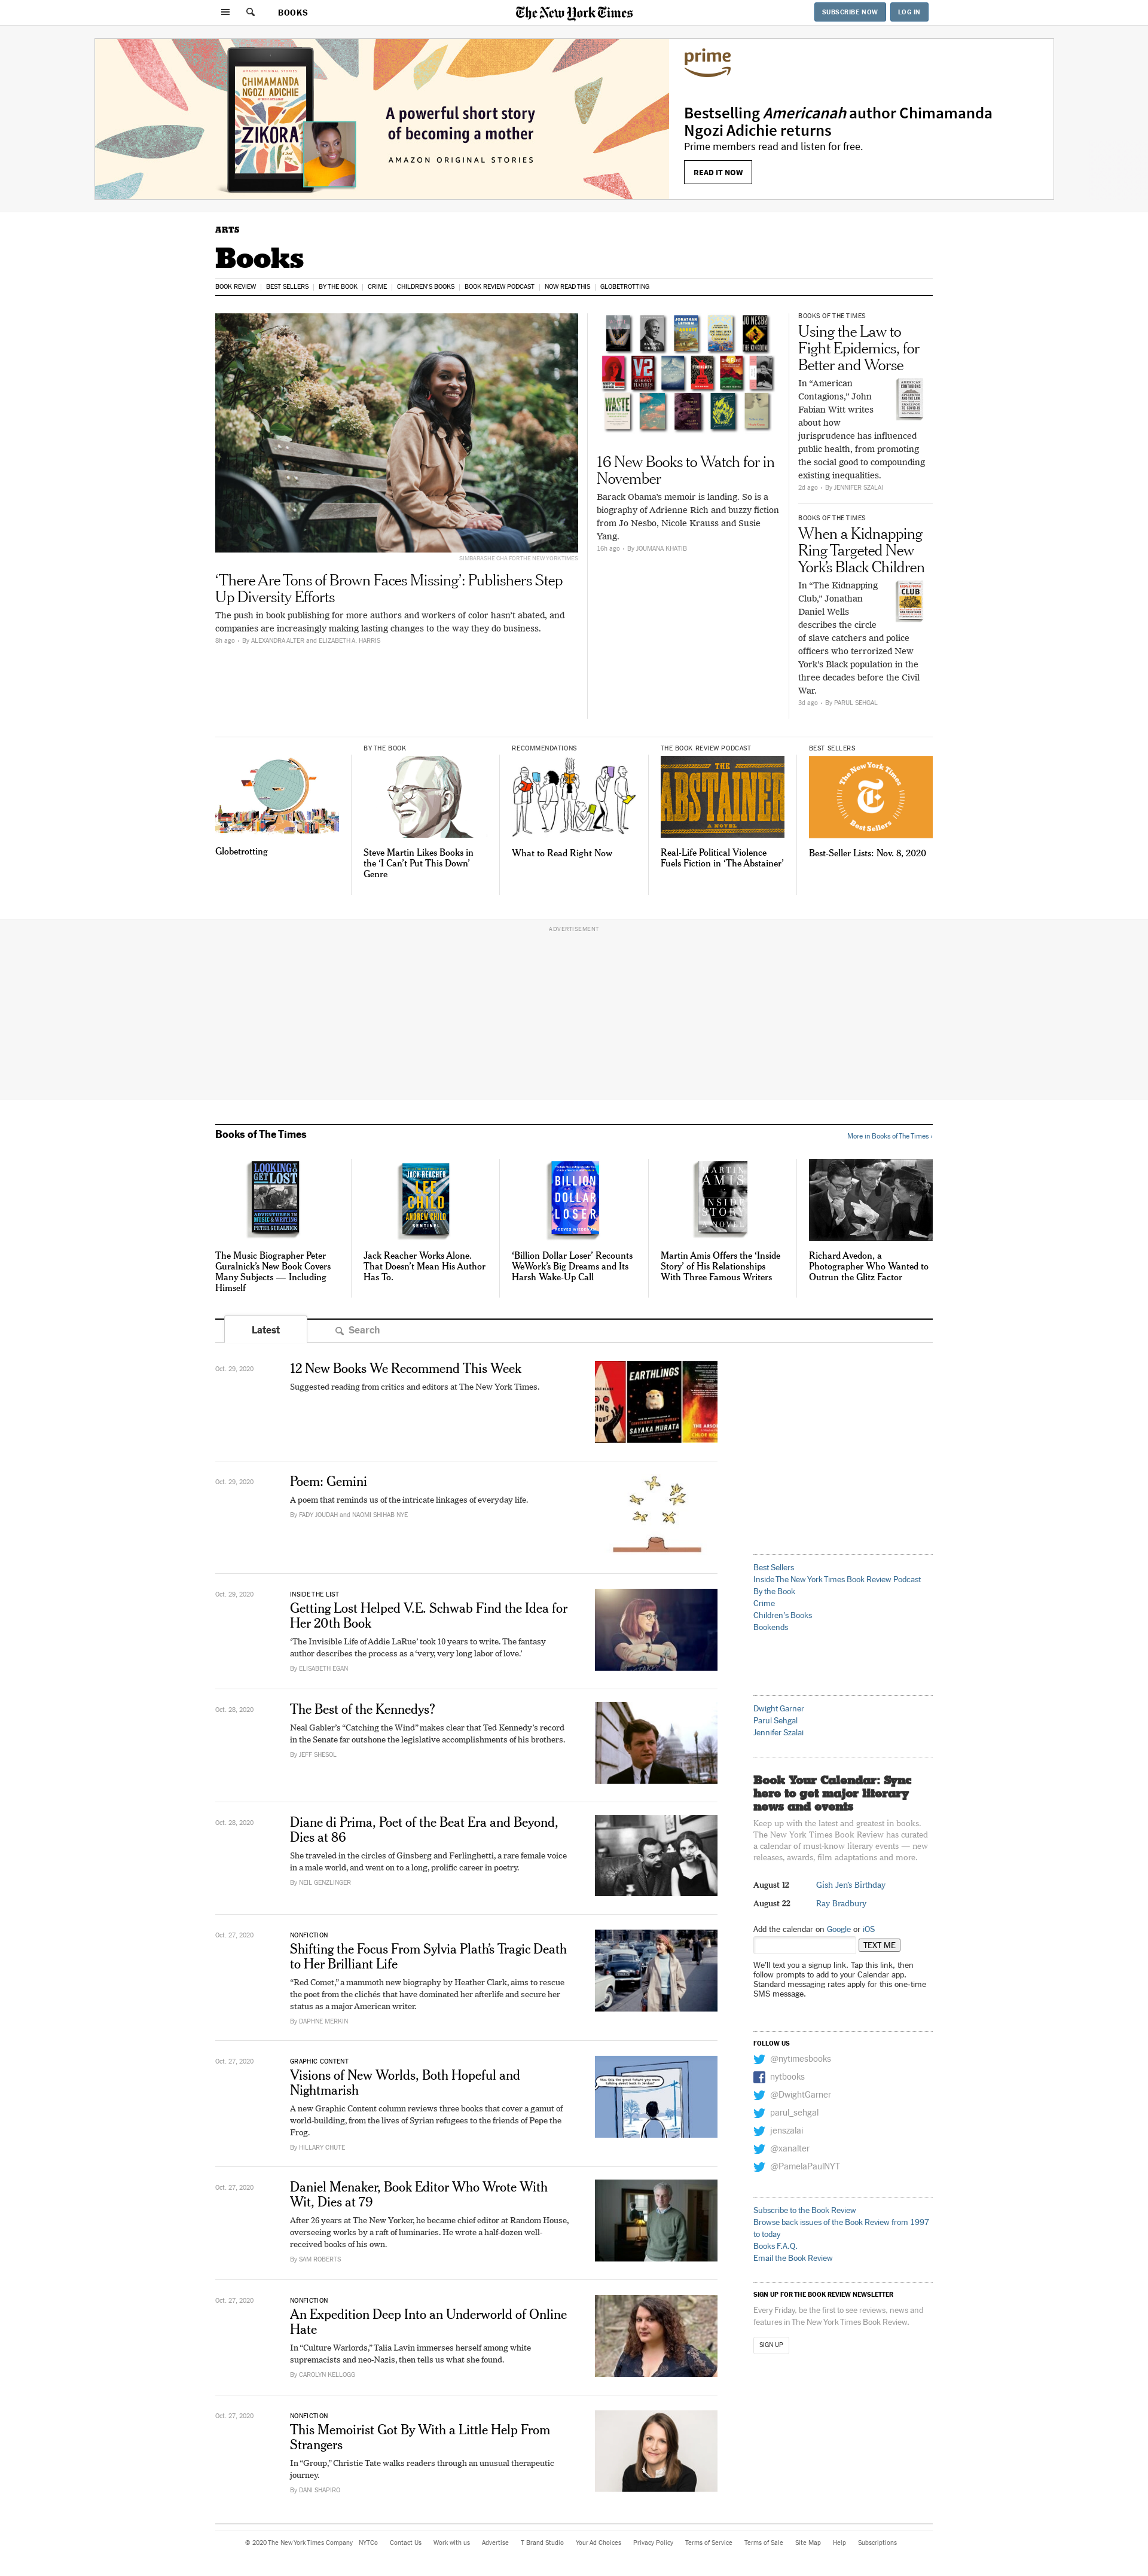 BOOKS
The New York Times
SUBSCRIBE NOW
LOG IN
CHIMAMANDA
NGOZI ADICHIE
ZIKORA
A powerful short story
of becoming a mother
AMAZON ORIGINAL STORIES
prime
Bestselling Americanah author Chimamanda
Ngozi Adichie returns
Prime members read and listen for free.
READ IT NOW
ARTS
Books
BOOK REVIEW
BEST SELLERS
BY THE BOOK
CRIME
CHILDREN'S BOOKS
BOOK REVIEW PODCAST
NOW READ THIS
GLOBETROTTING
SIMBARASHE CHA FOR THE NEW YORK TIMES
‘There Are Tons of Brown Faces Missing’: Publishers Step
Up Diversity Efforts
The push in book publishing for more authors and workers of color hasn't abated, and
companies are increasingly making lasting changes to the way they do business.
8h ago • By ALEXANDRA ALTER and ELIZABETH A. HARRIS
V2
WASTE
16 New Books to Watch for in
November
Barack Obama's memoir is landing. So is a
biography of Adrienne Rich and buzzy fiction
from Jo Nesbo, Nicole Krauss and Susie
Yang.
16h ago • By JOUMANA KHATIB
BOOKS OF THE TIMES
Using the Law to
Fight Epidemics, for
Better and Worse
In “American
Contagions,” John
Fabian Witt writes
about how
jurisprudence has influenced
public health, from promoting
the social good to compounding
existing inequalities.
2d ago • By JENNIFER SZALAI
BOOKS OF THE TIMES
When a Kidnapping
Ring Targeted New
York's Black Children
In “The Kidnapping
Club,” Jonathan
Daniel Wells
describes the circle
of slave catchers and police
officers who terrorized New
York's Black population in the
three decades before the Civil
War.
3d ago • By PARUL SEHGAL
CLUB
Globetrotting
BY THE BOOK
Steve Martin Likes Books in
the ‘I Can’t Put This Down’
Genre
RECOMMENDATIONS
What to Read Right Now
THE BOOK REVIEW PODCAST
THE
ABSTAINER
A NOVEL
Real-Life Political Violence
Fuels Fiction in ‘The Abstainer’
BEST SELLERS
The New York Times
Best Sellers
Best-Seller Lists: Nov. 8, 2020
ADVERTISEMENT
Books of The Times
More in Books of The Times ›
LOOKING TO
GET LOST
ADVENTURES IN
MUSIC & WRITING
PETER GURALNICK
The Music Biographer Peter
Guralnick’s New Book Covers
Many Subjects — Including
Himself
JACK REACHER
LEE
CHILD
ANDREW CHILD
SENTINEL
Jack Reacher Works Alone.
That Doesn’t Mean His Author
Has To.
BILLION
DOLLAR
LOSER
‘Billion Dollar Loser’ Recounts
WeWork’s Big Dreams and Its
Harsh Wake-Up Call
MARTIN
AMIS
INSIDE
STORY
A NOVEL
Martin Amis Offers the ‘Inside
Story’ of His Relationships
With Three Famous Writers
Richard Avedon, a
Photographer Who Wanted to
Outrun the Glitz Factor
Latest
Search
Oct. 29, 2020
12 New Books We Recommend This Week
Suggested reading from critics and editors at The New York Times.
EARTHLINGS
SAYAKA MURATA
Oct. 29, 2020
Poem: Gemini
A poem that reminds us of the intricate linkages of everyday life.
By FADY JOUDAH and NAOMI SHIHAB NYE
Oct. 29, 2020
INSIDE THE LIST
Getting Lost Helped V.E. Schwab Find the Idea for
Her 20th Book
‘The Invisible Life of Addie LaRue’ took 10 years to write. The fantasy
author describes the process as a ‘very, very long labor of love.’
By ELISABETH EGAN
Oct. 28, 2020
The Best of the Kennedys?
Neal Gabler’s “Catching the Wind” makes clear that Ted Kennedy’s record
in the Senate far outshone the legislative accomplishments of his brothers.
By JEFF SHESOL
Oct. 28, 2020
Diane di Prima, Poet of the Beat Era and Beyond,
Dies at 86
She traveled in the circles of Ginsberg and Ferlinghetti, a rare female voice
in a male world, and went on to a long, prolific career in poetry.
By NEIL GENZLINGER
Oct. 27, 2020
NONFICTION
Shifting the Focus From Sylvia Plath’s Tragic Death
to Her Brilliant Life
“Red Comet,” a mammoth new biography by Heather Clark, aims to rescue
the poet from the clichés that have dominated her afterlife and secure her
status as a major American writer.
By DAPHNE MERKIN
Oct. 27, 2020
GRAPHIC CONTENT
Visions of New Worlds, Both Hopeful and
Nightmarish
A new Graphic Content column reviews three books that cover a gamut of
world-building, from the lives of Syrian refugees to the friends of Pepe the
Frog.
By HILLARY CHUTE
Oct. 27, 2020
Daniel Menaker, Book Editor Who Wrote With
Wit, Dies at 79
After 26 years at The New Yorker, he became chief editor at Random House,
overseeing works by a raft of luminaries. He wrote a half-dozen well-
received books of his own.
By SAM ROBERTS
Oct. 27, 2020
NONFICTION
An Expedition Deep Into an Underworld of Online
Hate
In “Culture Warlords,” Talia Lavin immerses herself among white
supremacists and neo-Nazis, then tells us what she found.
By CAROLYN KELLOGG
Oct. 27, 2020
NONFICTION
This Memoirist Got By With a Little Help From
Strangers
In “Group,” Christie Tate walks readers through an unusual therapeutic
journey.
By DANI SHAPIRO
Best Sellers
Inside The New York Times Book Review Podcast
By the Book
Crime
Children's Books
Bookends
Dwight Garner
Parul Sehgal
Jennifer Szalai
Book Your Calendar: Sync
here to get major literary
news and events
Keep up with the latest and greatest in books.
The New York Times Book Review has curated
a calendar of must-know literary events — new
releases, awards, film adaptations and more.
August 12
Gish Jen's Birthday
August 22
Ray Bradbury
Add the calendar on Google or iOS
TEXT ME
We'll text you a signup link. Tap this link, then
follow prompts to add to your Calendar app.
Standard messaging rates apply for this one-time
SMS message.
FOLLOW US
@nytimesbooks
nytbooks
@DwightGarner
parul_sehgal
jenszalai
@xanalter
@PamelaPaulNYT
Subscribe to the Book Review
Browse back issues of the Book Review from 1997
to today
Books F.A.Q.
Email the Book Review
SIGN UP FOR THE BOOK REVIEW NEWSLETTER
Every Friday, be the first to see reviews, news and
features in The New York Times Book Review.
SIGN UP
© 2020 The New York Times Company
NYTCo
Contact Us
Work with us
Advertise
T Brand Studio
Your Ad Choices
Privacy Policy
Terms of Service
Terms of Sale
Site Map
Help
Subscriptions